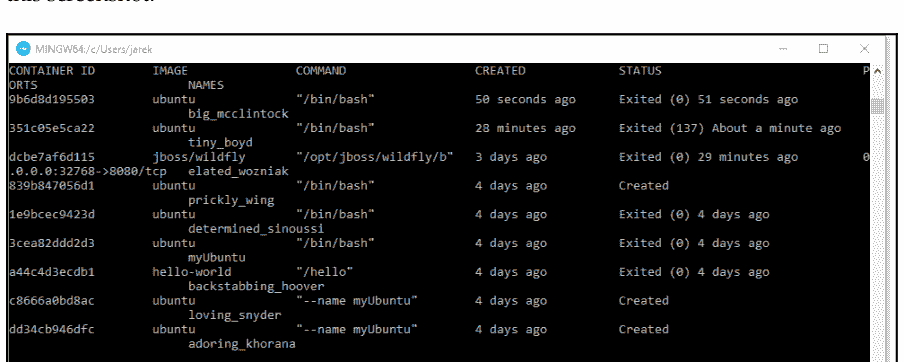 MINGW64:/c/Users/jarek
CONTAINER ID IMAGE COMMAND CREATED STATUS P
ORTS NAMES
9b6d8d195503 ubuntu "/bin/bash" 50 seconds ago Exited (0) 51 seconds ago
big_mcclintock
351c05e5ca22 ubuntu "/bin/bash" 28 minutes ago Exited (137) About a minute ago
tiny_boyd
dcbe7af6d115 jboss/wildfly "/opt/jboss/wildfly/b" 3 days ago Exited (0) 29 minutes ago 0
.0.0.0:32768->8080/tcp elated_wozniak
839b847056d1 ubuntu "/bin/bash" 4 days ago Created
prickly_wing
1e9bcec9423d ubuntu "/bin/bash" 4 days ago Exited (0) 4 days ago
determined_sinoussi
3cea82ddd2d3 ubuntu "/bin/bash" 4 days ago Exited (0) 4 days ago
myUbuntu
a44c4d3ecdb1 hello-world "/hello" 4 days ago Exited (0) 4 days ago
backstabbing_hoover
c8666a0bd8ac ubuntu "--name myUbuntu" 4 days ago Created
loving_snyder
dd34cb946dfc ubuntu "--name myUbuntu" 4 days ago Created
adoring_khorana